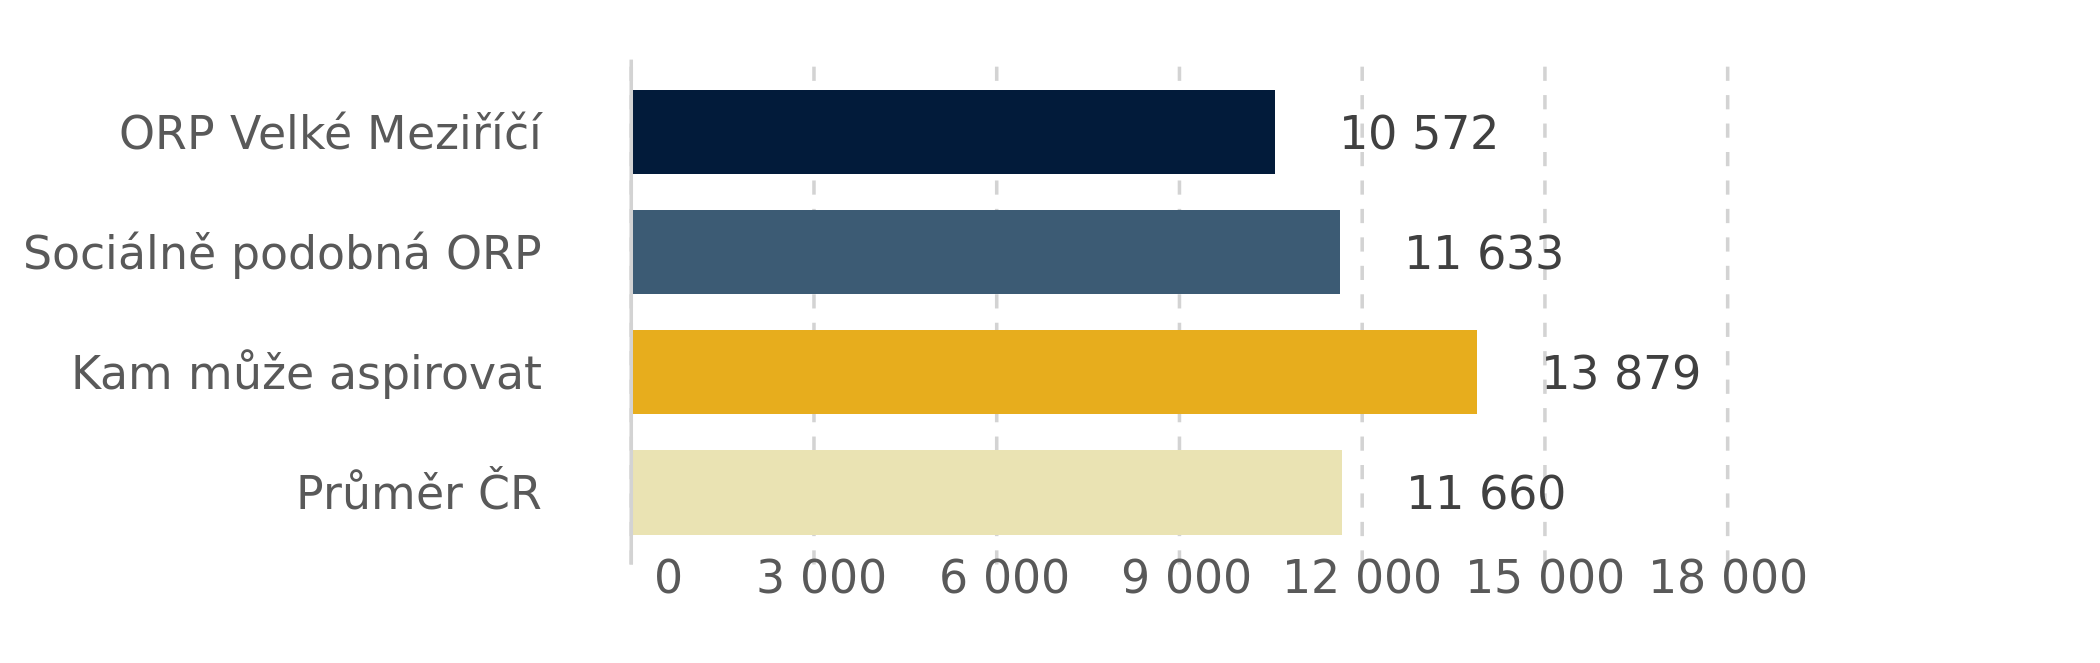 ORP Velké Meziříčí 10 572
Sociálně podobná ORP 11 633
Kam může aspirovat 13 879
Průměr ČR 11 660
0 3 000 6 000 9 000 12 000 15 000 18 000